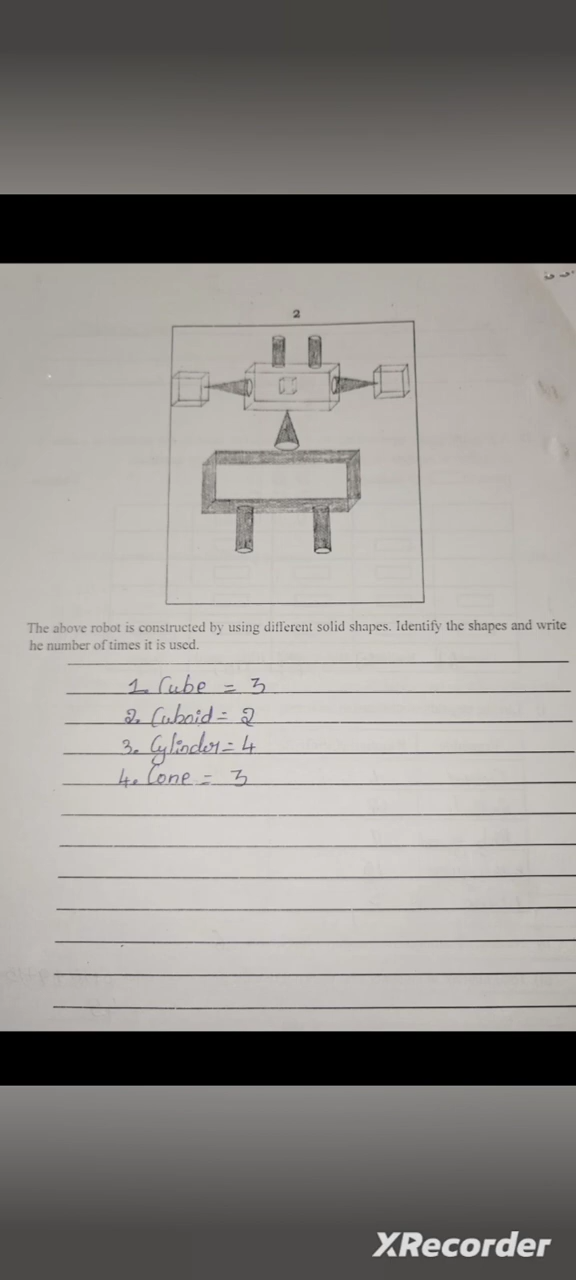 2
The above robot is constructed by using different solid shapes. Identify the shapes and write
he number of times it is used.
1. Cube = 3
2. Cuboid = 2
3. Cylinder = 4
4. Cone = 3
XRecorder